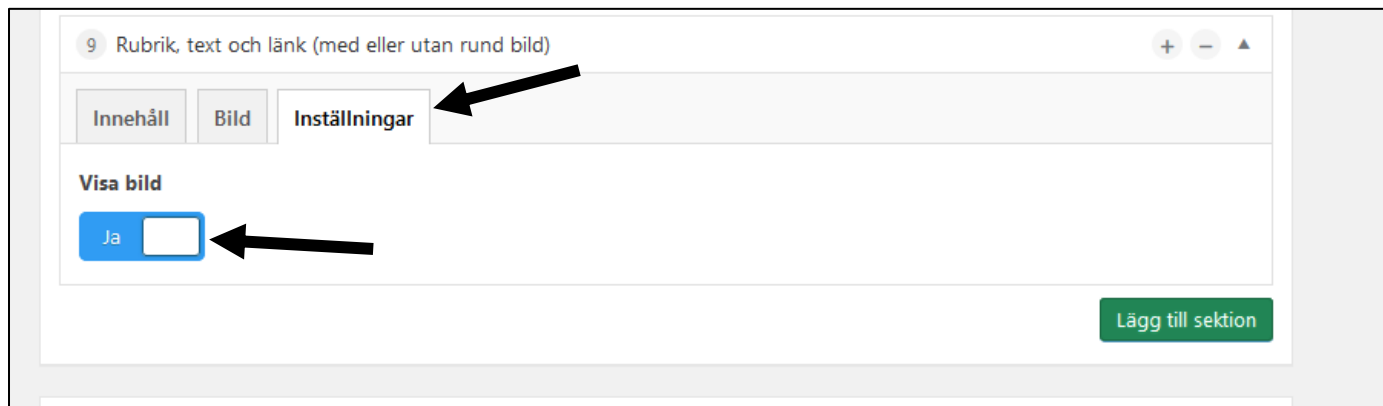 9 Rubrik, text och länk (med eller utan rund bild)
Innehåll Bild Inställningar
Visa bild
Ja
Lägg till sektion